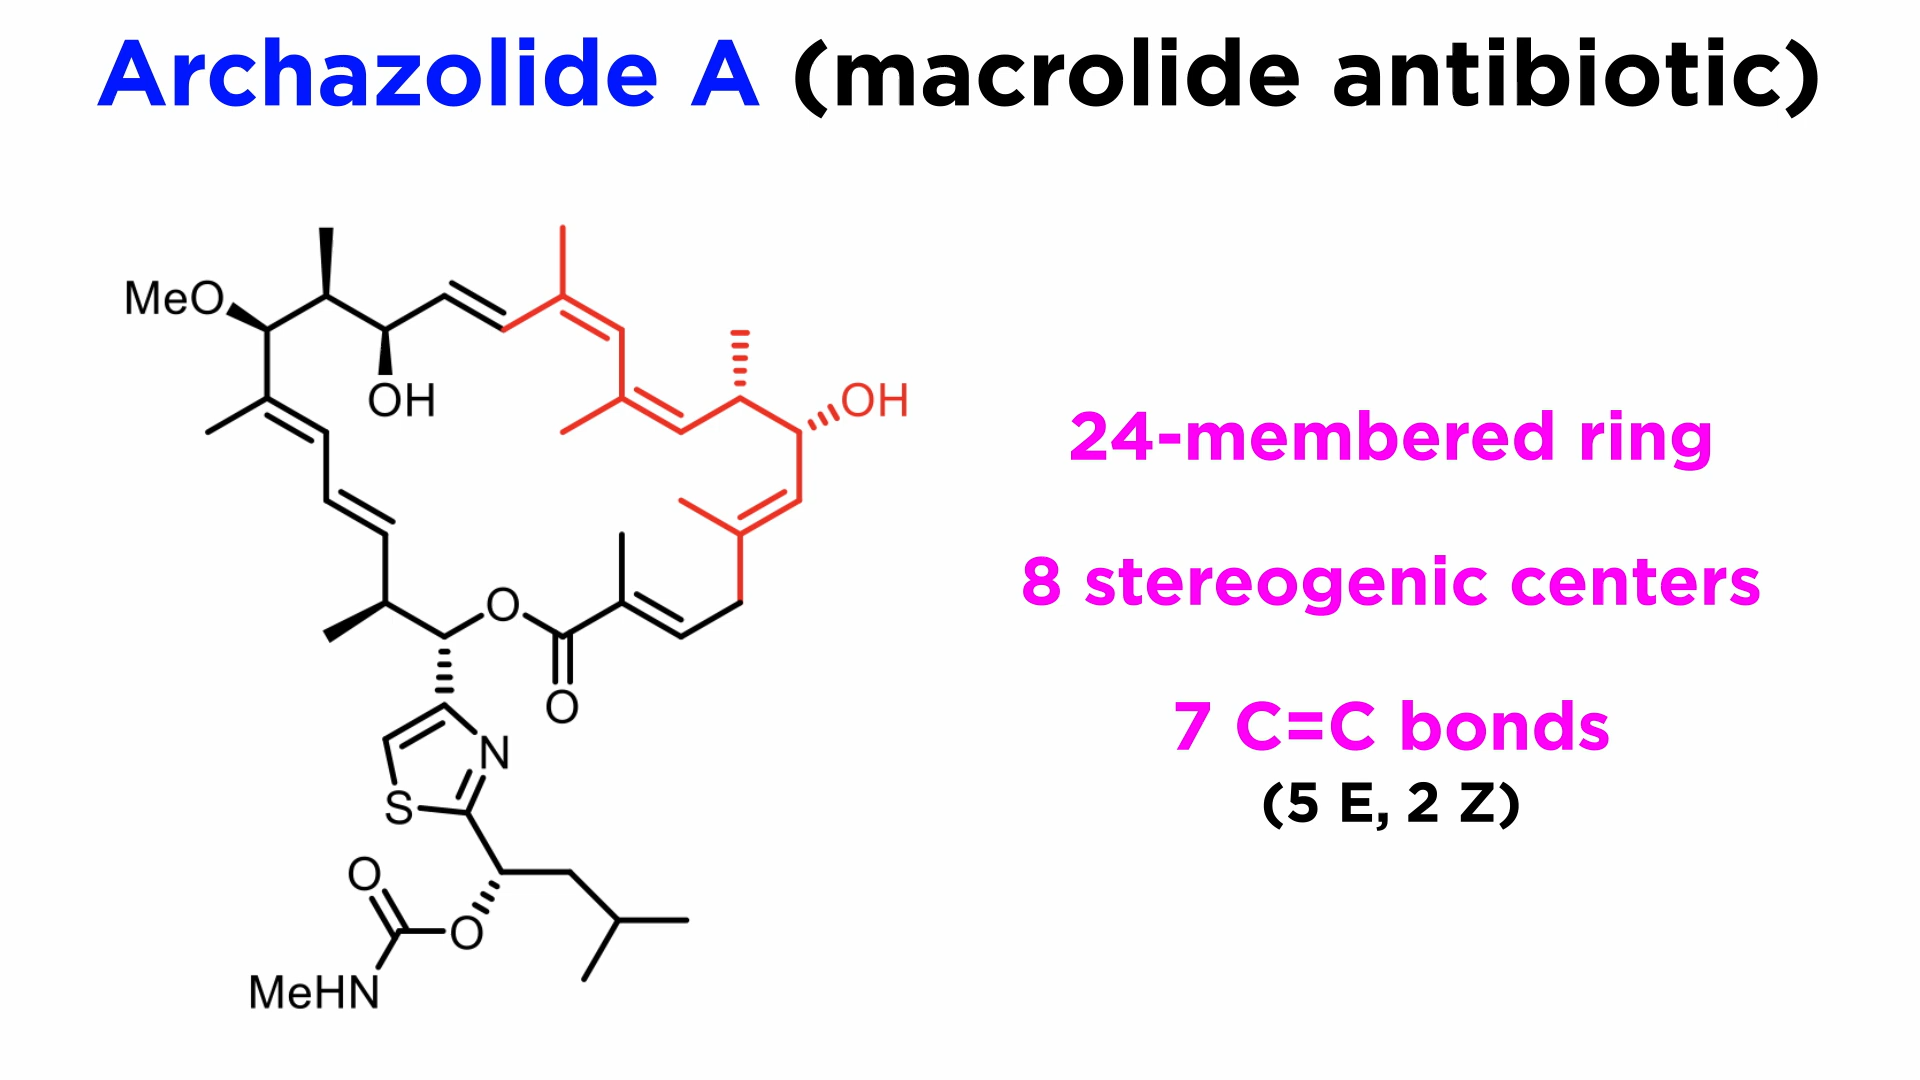 Archazolide A (macrolide antibiotic)
MeO
OH
OH
24-membered ring
8 stereogenic centers
O
O
N
S
7 C=C bonds
(5 E, 2 Z)
O
O
MeHN